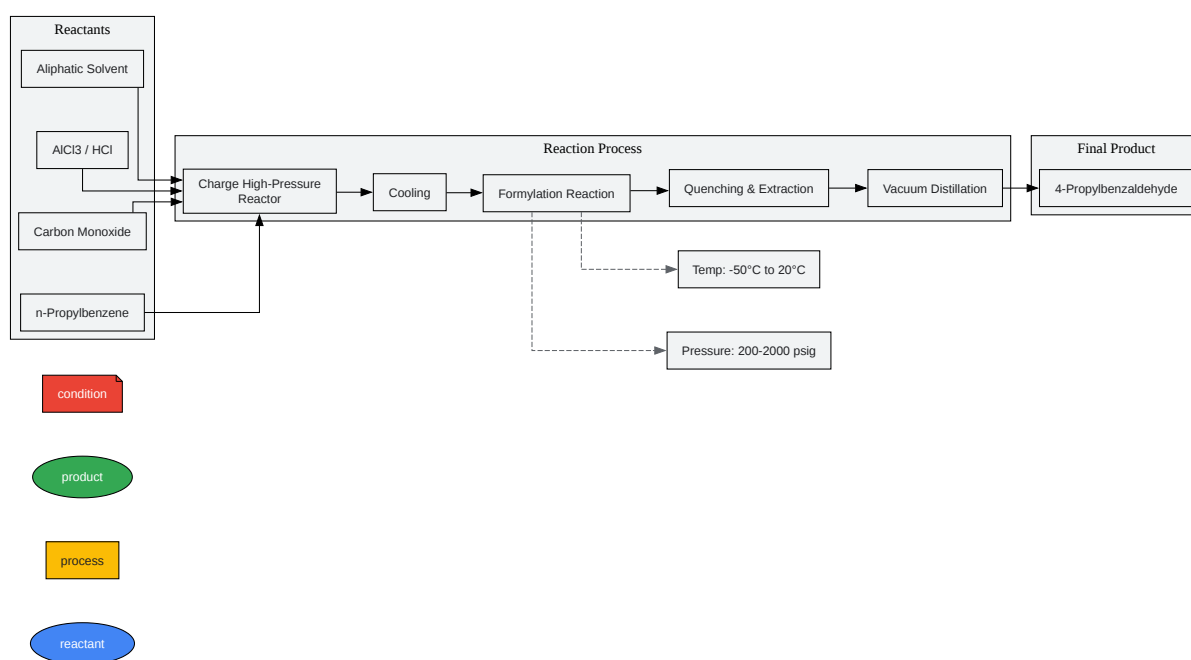 Reactants
Aliphatic Solvent
AlCl3 / HCl
Carbon Monoxide
n-Propylbenzene
Reaction Process
Charge High-Pressure
Reactor
Cooling
Formylation Reaction
Quenching & Extraction
Vacuum Distillation
Final Product
4-Propylbenzaldehyde
Temp: -50°C to 20°C
Pressure: 200-2000 psig
condition
product
process
reactant